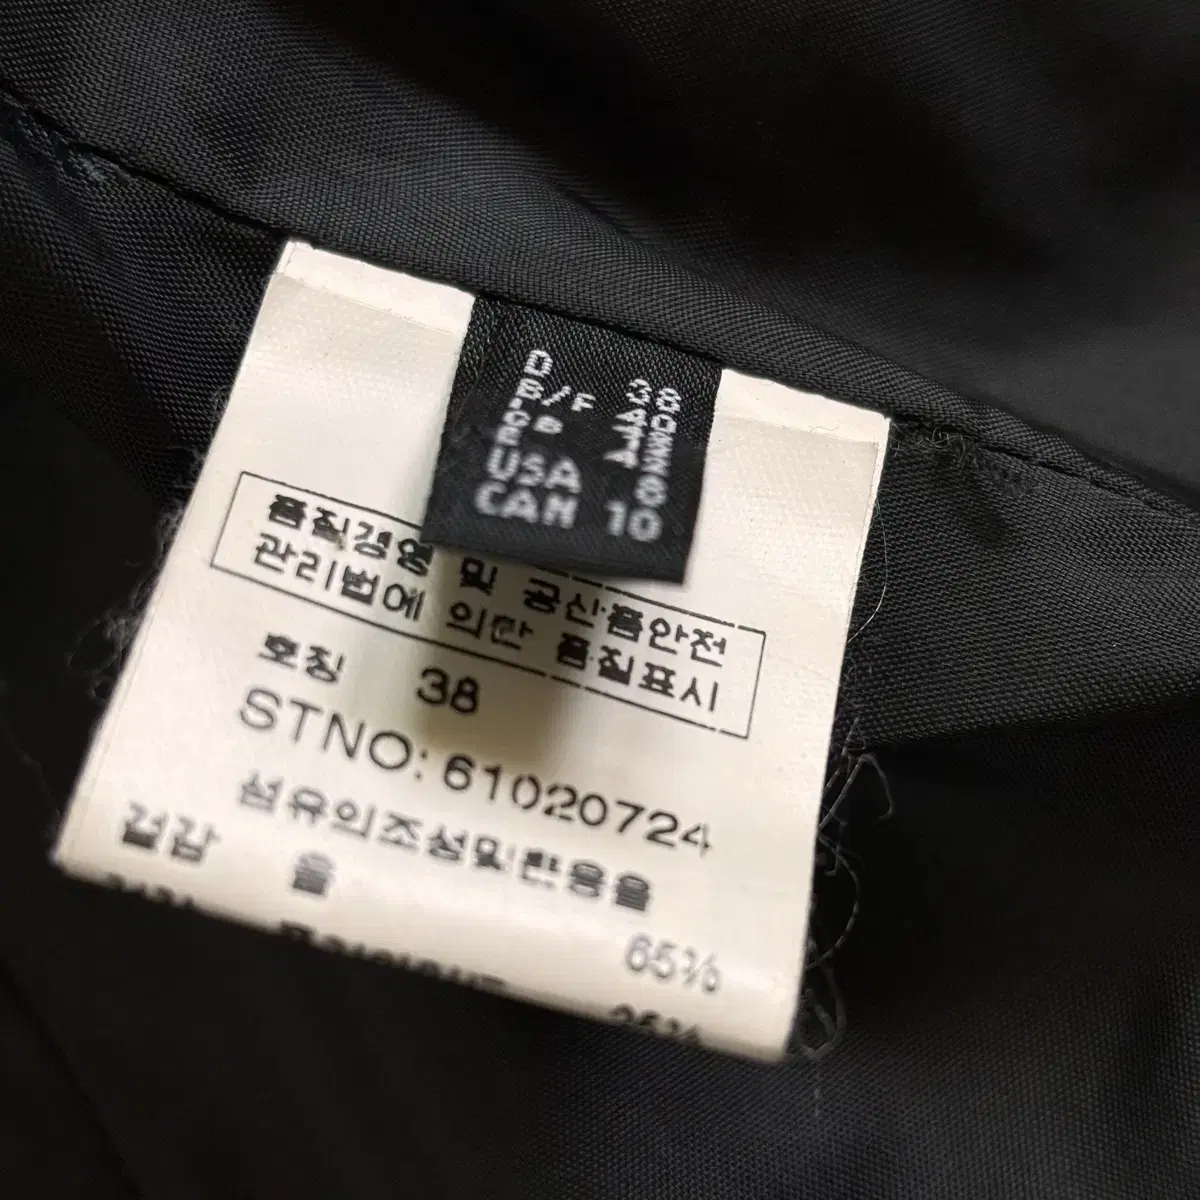 D 38
B/F
USA 8
CAN 10
품질경영 및 공산품안전
관리법에 의한 품질표시
호칭 38
STNO: 61020724
섬유의조성및혼용율
겉감 울 65%